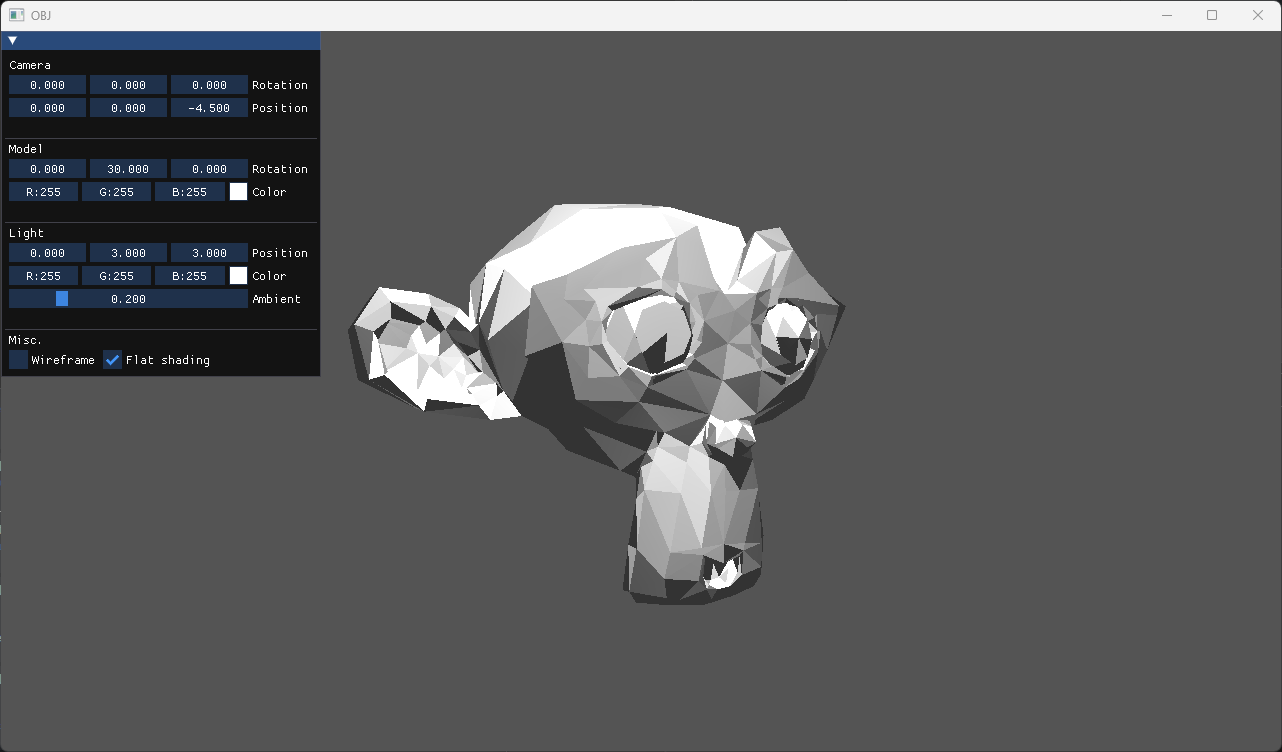 OBJ
Camera
0.000 0.000 0.000 Rotation
0.000 0.000 -4.500 Position
Model
0.000 30.000 0.000 Rotation
R:255 G:255 B:255 Color
Light
0.000 3.000 3.000 Position
R:255 G:255 B:255 Color
0.200 Ambient
Misc.
Wireframe Flat shading